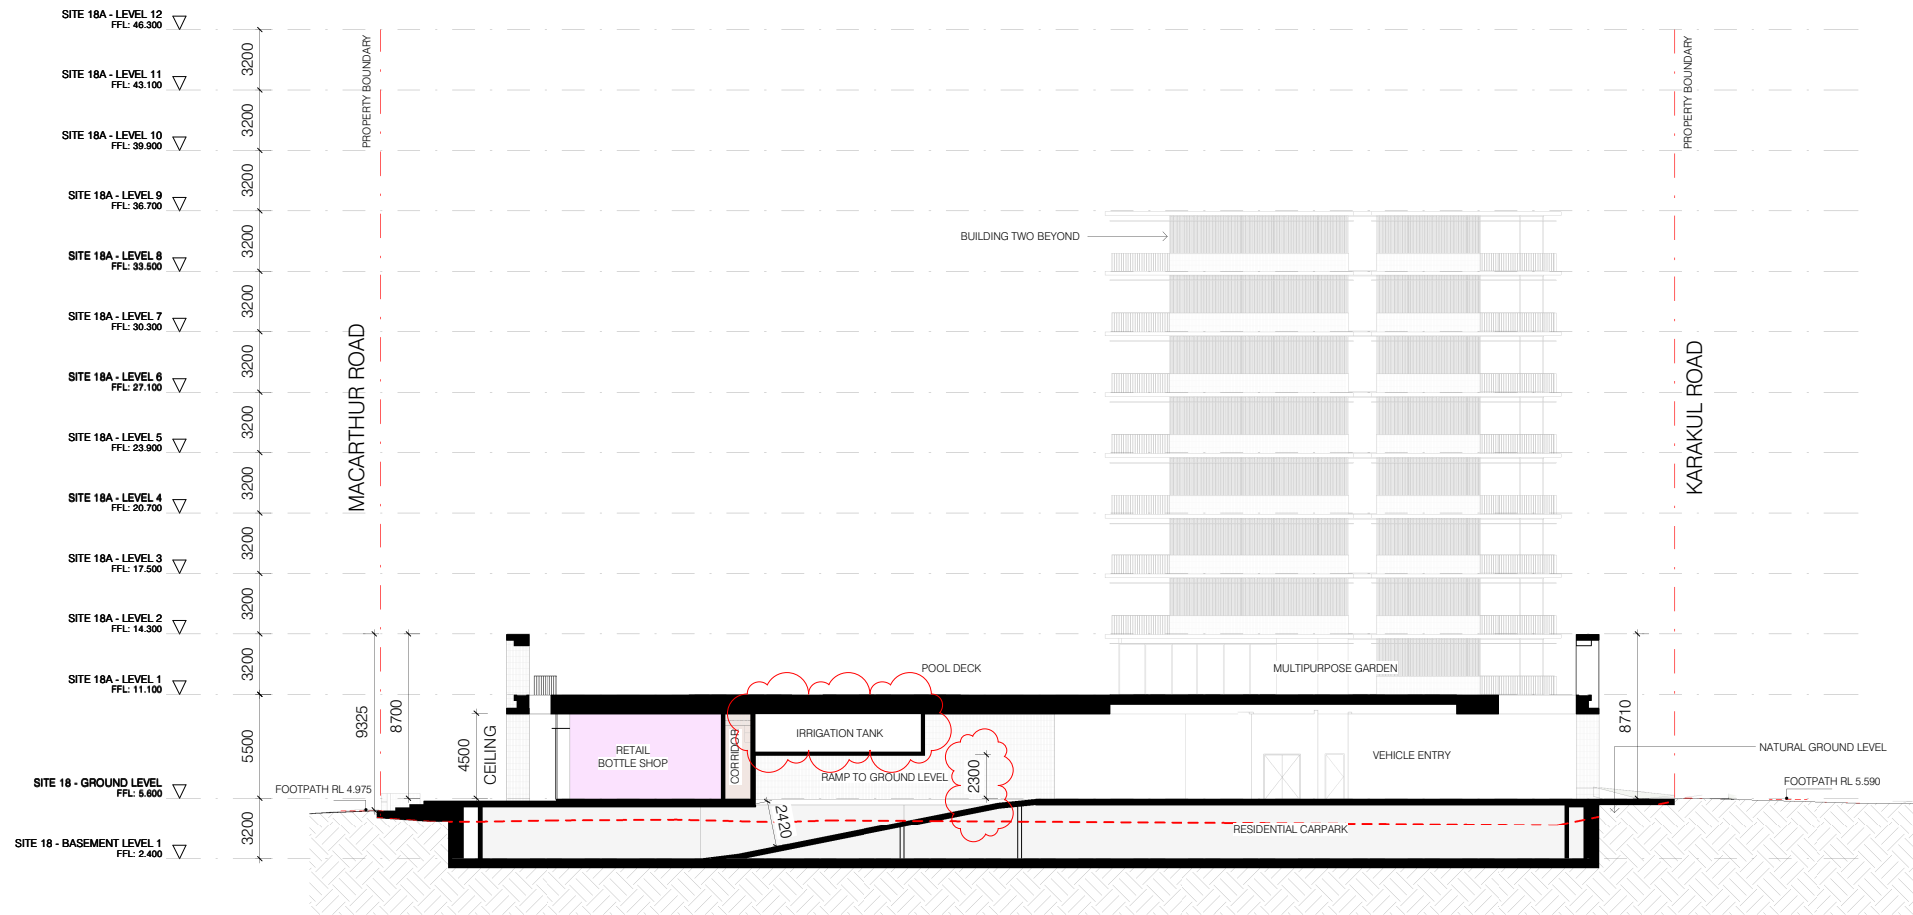 SITE 18A - LEVEL 12
FFL: 46.300
SITE 18A - LEVEL 11
FFL: 43.100
SITE 18A - LEVEL 10
FFL: 39.900
SITE 18A - LEVEL 9
FFL: 36.700
SITE 18A - LEVEL 8
FFL: 33.500
SITE 18A - LEVEL 7
FFL: 30.300
SITE 18A - LEVEL 6
FFL: 27.100
SITE 18A - LEVEL 5
FFL: 23.900
SITE 18A - LEVEL 4
FFL: 20.700
SITE 18A - LEVEL 3
FFL: 17.500
SITE 18A - LEVEL 2
FFL: 14.300
SITE 18A - LEVEL 1
FFL: 11.100
SITE 18 - GROUND LEVEL
FFL: 5.600
SITE 18 - BASEMENT LEVEL 1
FFL: 2.400
3200
3200
3200
3200
3200
3200
3200
3200
3200
3200
3200
5500
3200
PROPERTY BOUNDARY
MACARTHUR ROAD
9325
8700
FOOTPATH RL 4.975
4500
CEILING
RETAIL
BOTTLE SHOP
CORRIDOR
IRRIGATION TANK
RAMP TO GROUND LEVEL
2300
2420
POOL DECK
BUILDING TWO BEYOND
MULTIPURPOSE GARDEN
VEHICLE ENTRY
RESIDENTIAL CARPARK
8710
PROPERTY BOUNDARY
KARAKUL ROAD
NATURAL GROUND LEVEL
FOOTPATH RL 5.590